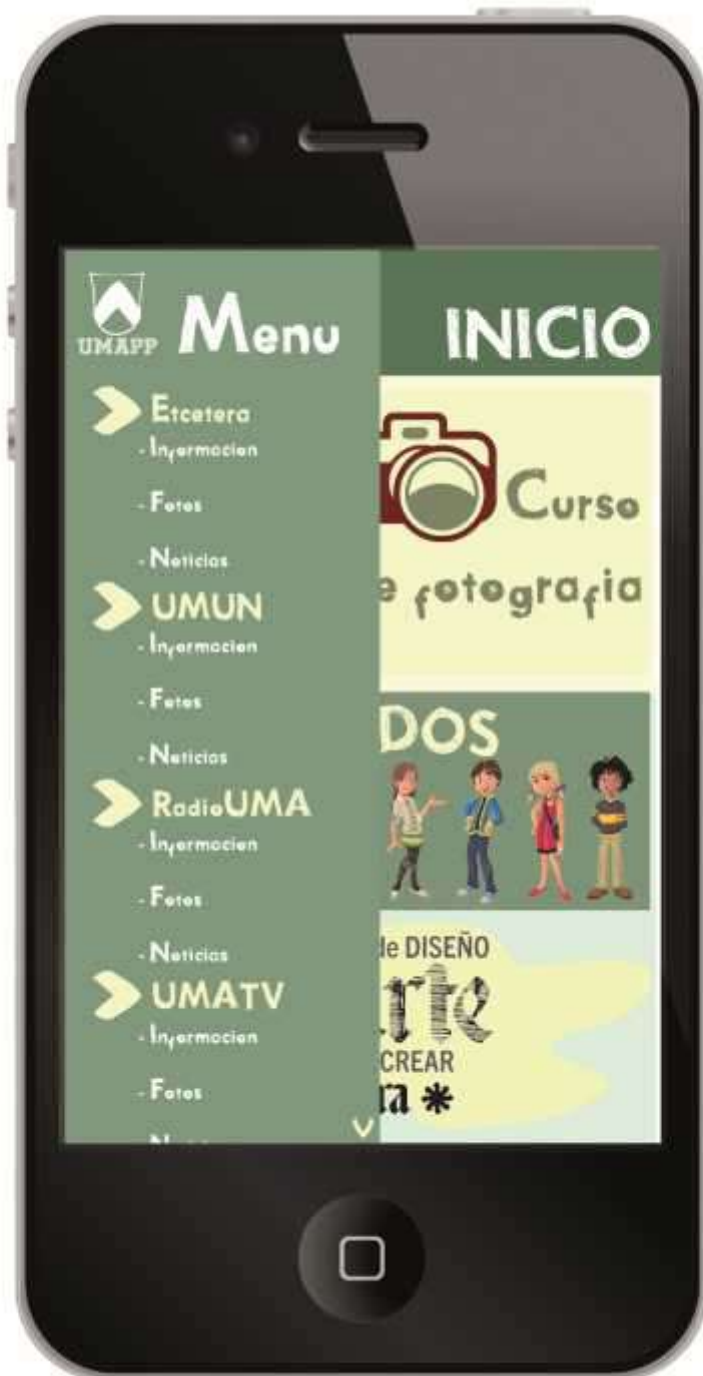 UMAPP
Menu
Etcetera
- Informacion
- Fotos
- Noticias
UMUN
- Informacion
- Fotos
- Noticias
RadioUMA
- Informacion
- Fotos
- Noticias
UMATV
- Informacion
- Fotos
INICIO
Curso
e fotografia
DOS
de DISEÑO
rte
CREAR